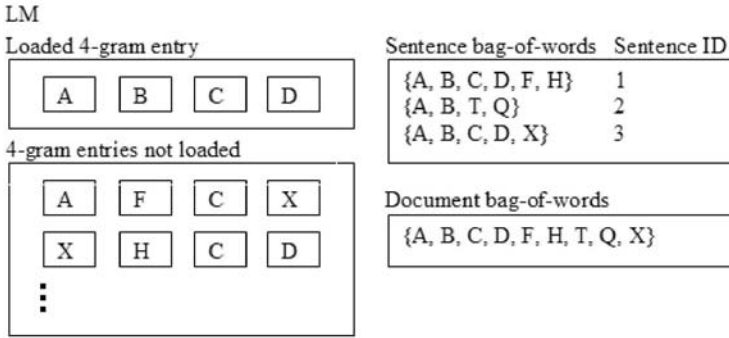 LM
Loaded 4-gram entry
A B C D
4-gram entries not loaded
A F C X
X H C D
⋮
Sentence bag-of-words Sentence ID
{A, B, C, D, F, H} 1
{A, B, T, Q} 2
{A, B, C, D, X} 3
Document bag-of-words
{A, B, C, D, F, H, T, Q, X}